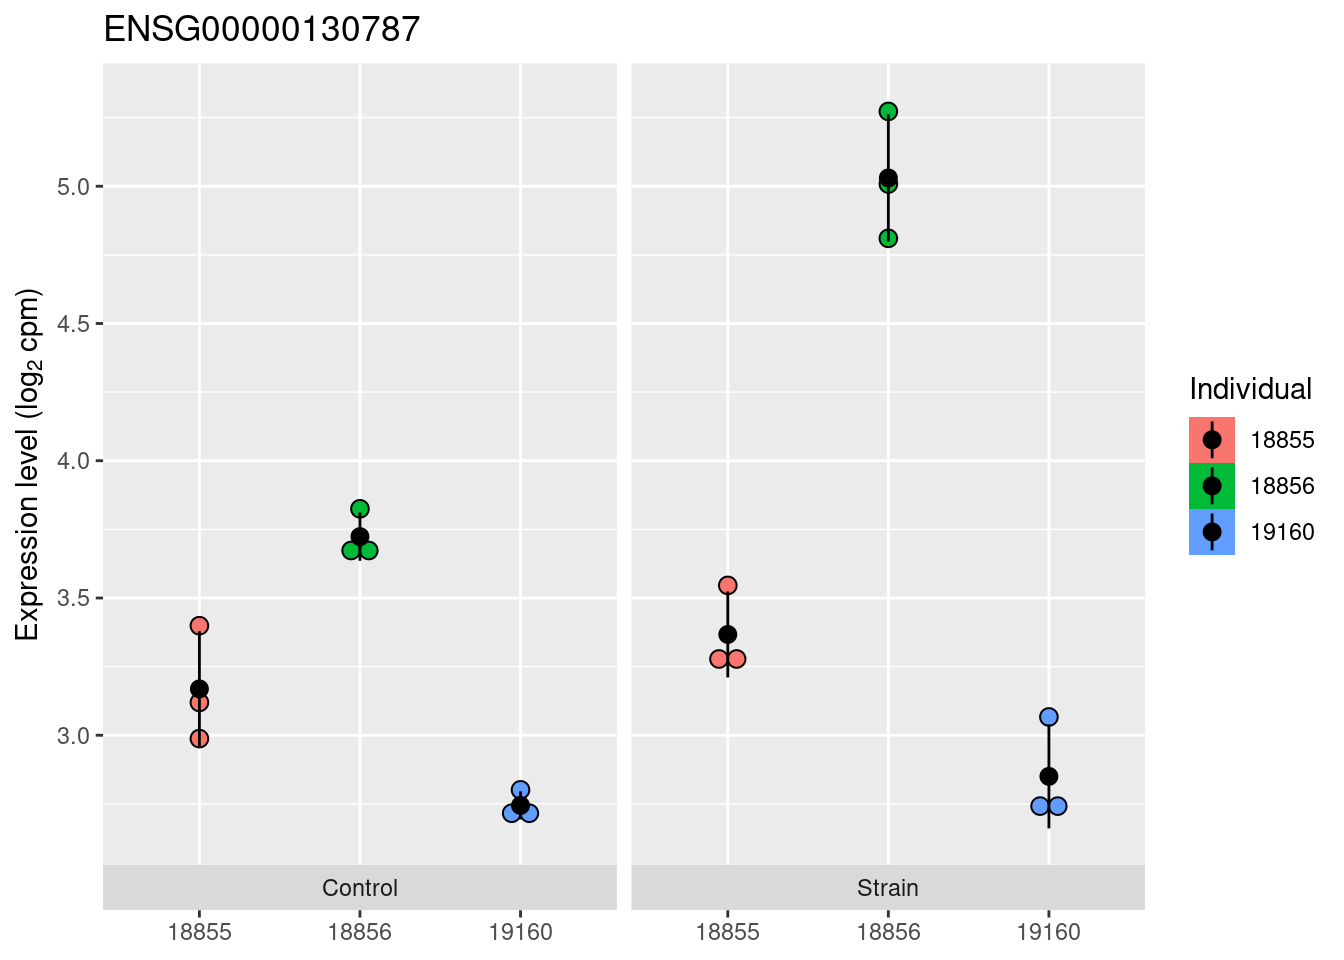 ENSG00000130787
Expression level (log₂ cpm)
5.0
4.5
4.0
3.5
3.0
Control
Strain
18855
18856
19160
18855
18856
19160
Individual
18855
18856
19160